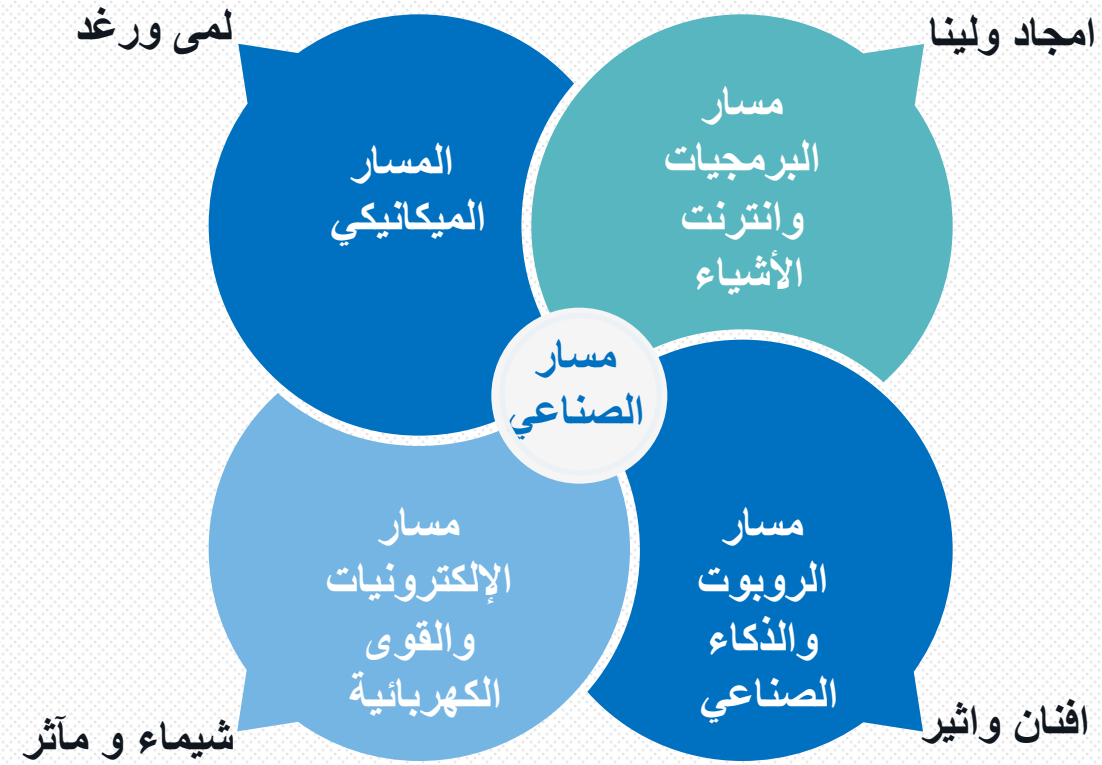 امجاد ولينا
لمى ورغد
مسار
البرمجيات
وانترنت
الأشياء
المسار
الميكانيكي
مسار
الصناعي
مسار
الروبوت
والذكاء
الصناعي
مسار
الإلكترونيات
والقوى
الكهربائية
افنان واثير
شيماء و مآثر